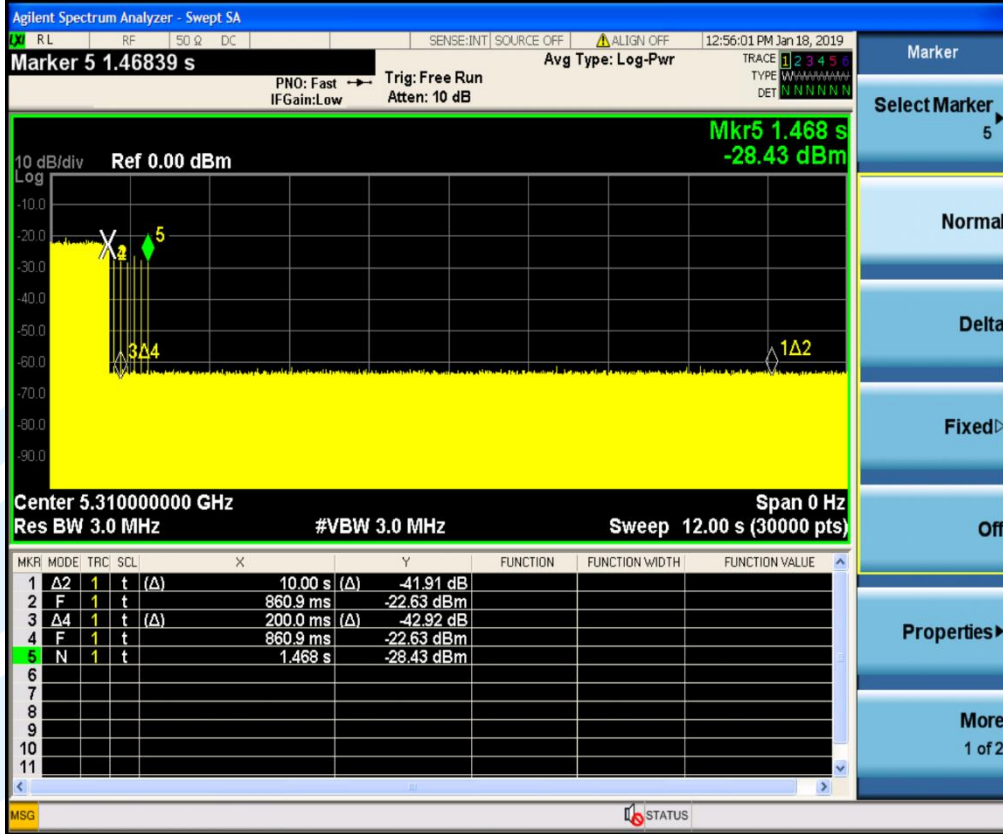 Agilent Spectrum Analyzer - Swept SA
LXI RL RF 50 Ω DC SENSE:INT SOURCE OFF ALIGN OFF 12:56:01 PM Jan 18, 2019
Marker 5 1.46839 s
PNO: Fast
IFGain:Low
Trig: Free Run
Atten: 10 dB
Avg Type: Log-Pwr
TRACE 1 2 3 4 5 6
TYPE WWWWWW
DET N N N N N N
Mkr5 1.468 s
-28.43 dBm
10 dB/div Ref 0.00 dBm
Log
-10.0
-20.0
-30.0
-40.0
-50.0
-60.0
-70.0
-80.0
-90.0
X
5
3Δ4
1Δ2
Center 5.310000000 GHz Span 0 Hz
Res BW 3.0 MHz #VBW 3.0 MHz Sweep 12.00 s (30000 pts)
MKR MODE TRC SCL X Y FUNCTION FUNCTION WIDTH FUNCTION VALUE
1 Δ2 1 t (Δ) 10.00 s (Δ) -41.91 dB
2 F 1 t 860.9 ms -22.63 dBm
3 Δ4 1 t (Δ) 200.0 ms (Δ) -42.92 dB
4 F 1 t 860.9 ms -22.63 dBm
5 N 1 t 1.468 s -28.43 dBm
6
7
8
9
10
11
MSG STATUS
Marker
Select Marker
5
Normal
Delta
Fixed
Off
Properties
More
1 of 2